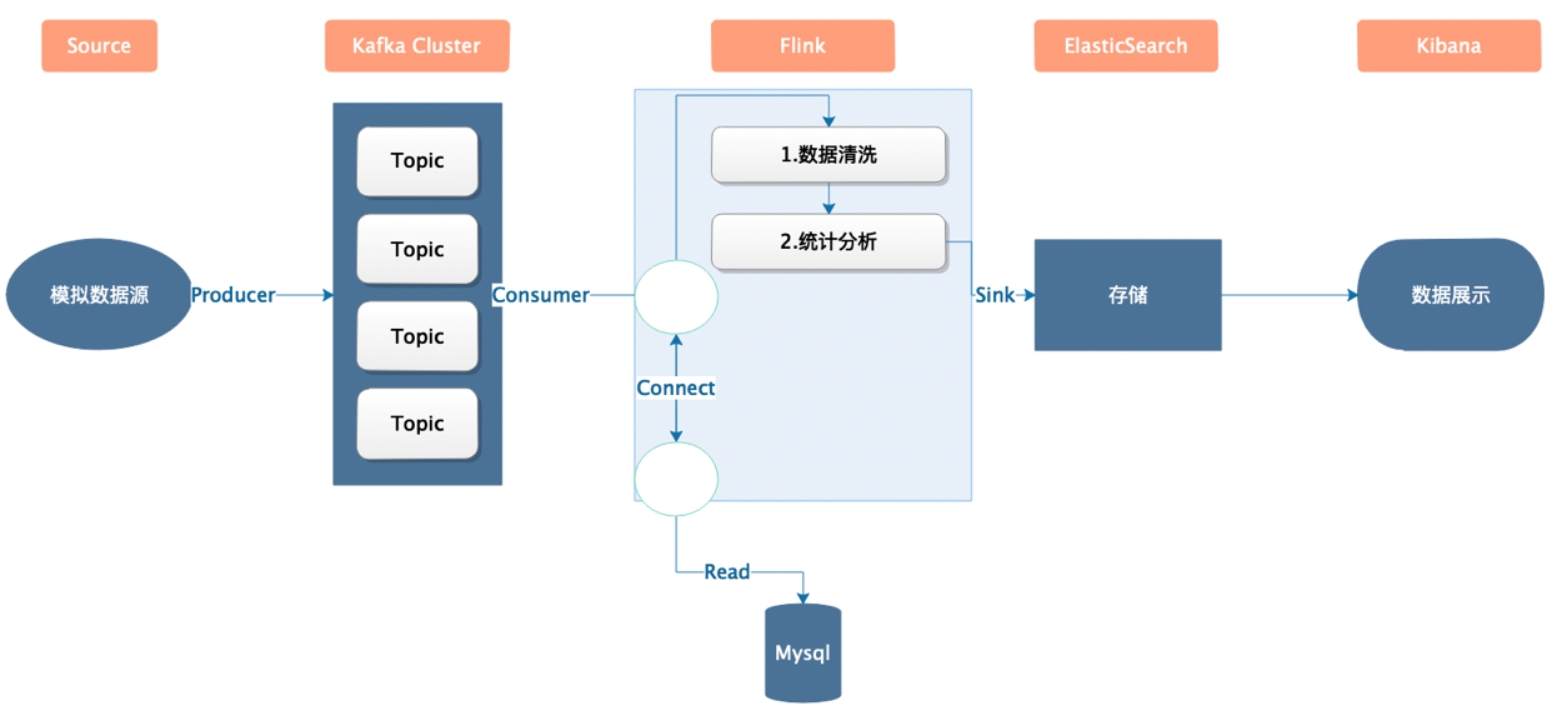 Source
Kafka Cluster
Flink
ElasticSearch
Kibana
模拟数据源
Producer
Topic
Topic
Topic
Topic
Consumer
1.数据清洗
2.统计分析
Connect
Read
Mysql
Sink
存储
数据展示